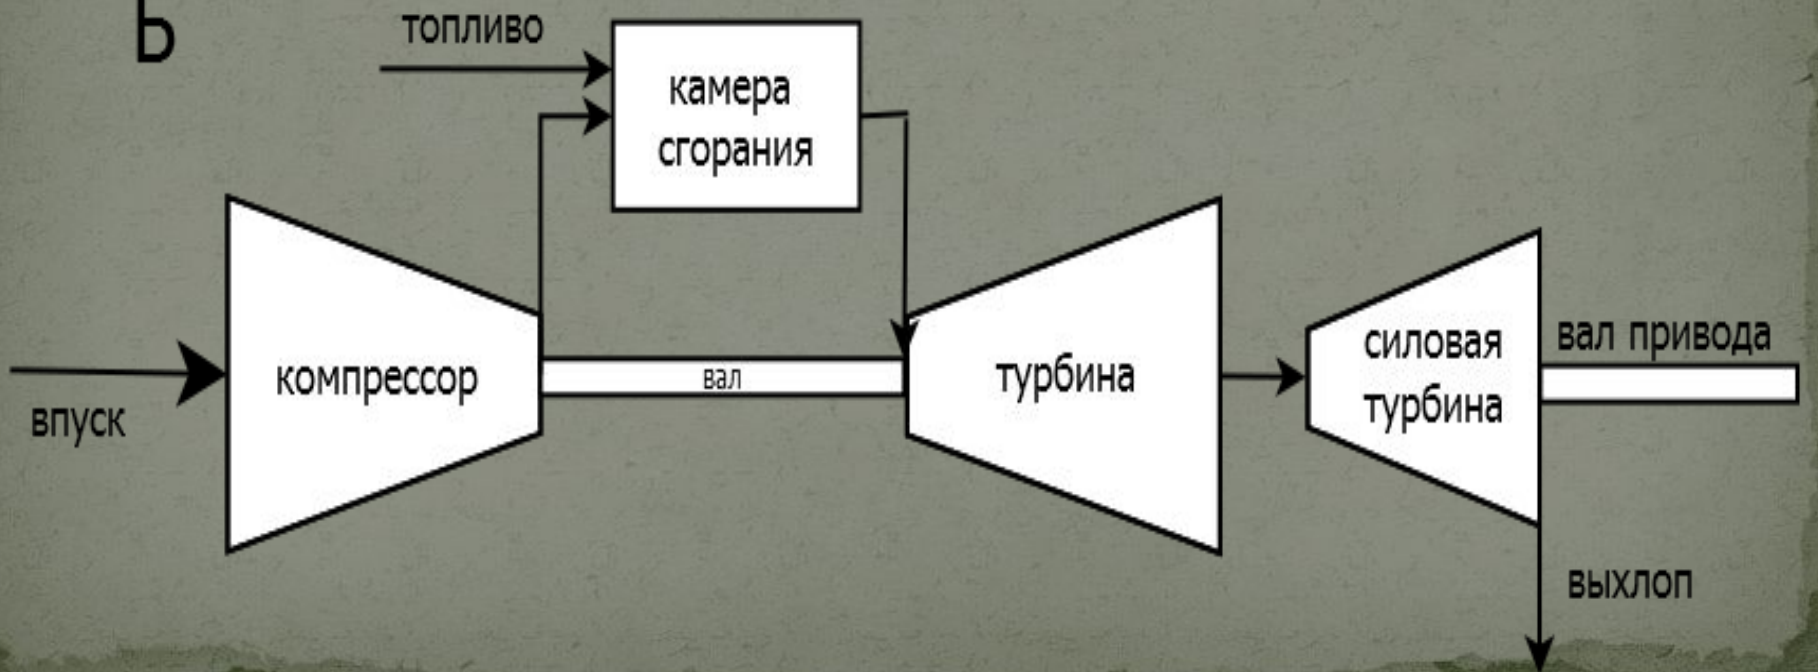 Б
топливо
камера
сгорания
впуск
компрессор
вал
турбина
силовая
турбина
вал привода
выхлоп